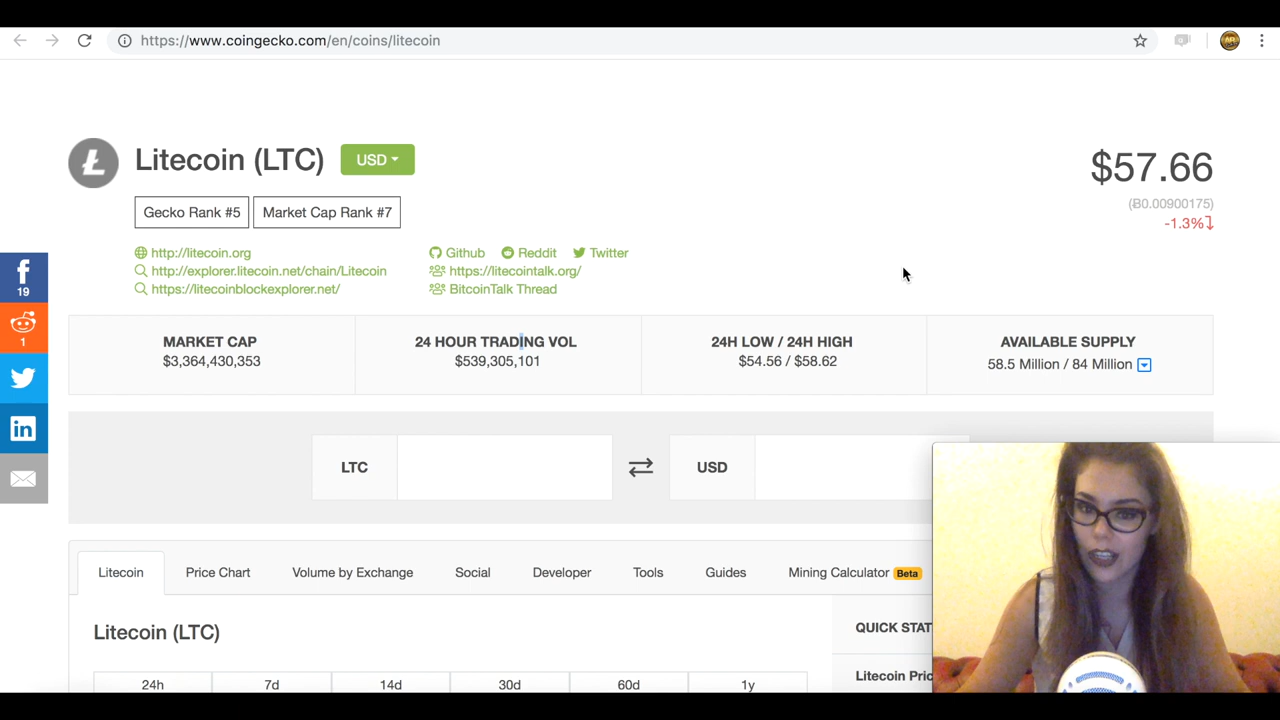 https://www.coingecko.com/en/coins/litecoin
Litecoin (LTC)
USD
$57.66
(Ƀ0.00900175)
-1.3%
Gecko Rank #5
Market Cap Rank #7
http://litecoin.org
Github
Reddit
Twitter
http://explorer.litecoin.net/chain/Litecoin
https://litecointalk.org/
https://litecoinblockexplorer.net/
BitcoinTalk Thread
19
1
MARKET CAP
$3,364,430,353
24 HOUR TRADING VOL
$539,305,101
24H LOW / 24H HIGH
$54.56 / $58.62
AVAILABLE SUPPLY
58.5 Million / 84 Million
LTC
USD
Litecoin
Price Chart
Volume by Exchange
Social
Developer
Tools
Guides
Mining Calculator Beta
Litecoin (LTC)
QUICK STAT
Litecoin Pric
24h
7d
14d
30d
60d
1y